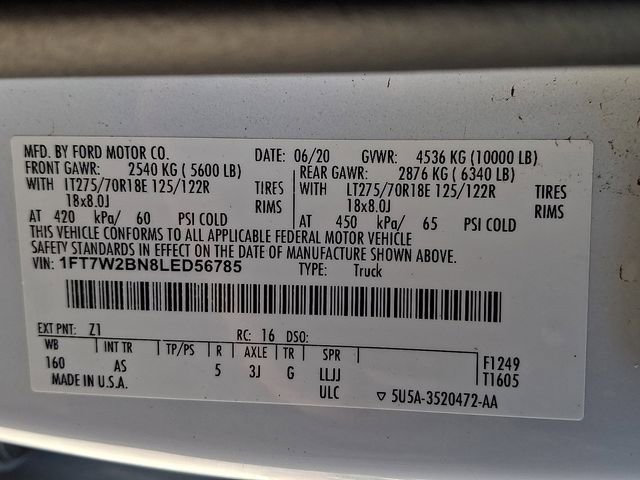 MFD. BY FORD MOTOR CO. DATE: 06/20 GVWR: 4536 KG (10000 LB)
FRONT GAWR: 2540 KG ( 5600 LB) REAR GAWR: 2876 KG ( 6340 LB)
WITH LT275/70R18E 125/122R TIRES WITH LT275/70R18E 125/122R TIRES
18x8.0J RIMS 18x8.0J RIMS
AT 420 kPa/ 60 PSI COLD AT 450 kPa/ 65 PSI COLD
THIS VEHICLE CONFORMS TO ALL APPLICABLE FEDERAL MOTOR VEHICLE
SAFETY STANDARDS IN EFFECT ON THE DATE OF MANUFACTURE SHOWN ABOVE.
VIN: 1FT7W2BN8LED56785 TYPE: Truck
EXT PNT: Z1 RC: 16 DSO:
WB INT TR TP/PS R AXLE TR SPR F1249
160 AS 5 3J G LLJJ T1605
MADE IN U.S.A. ULC ▽ 5U5A-3520472-AA